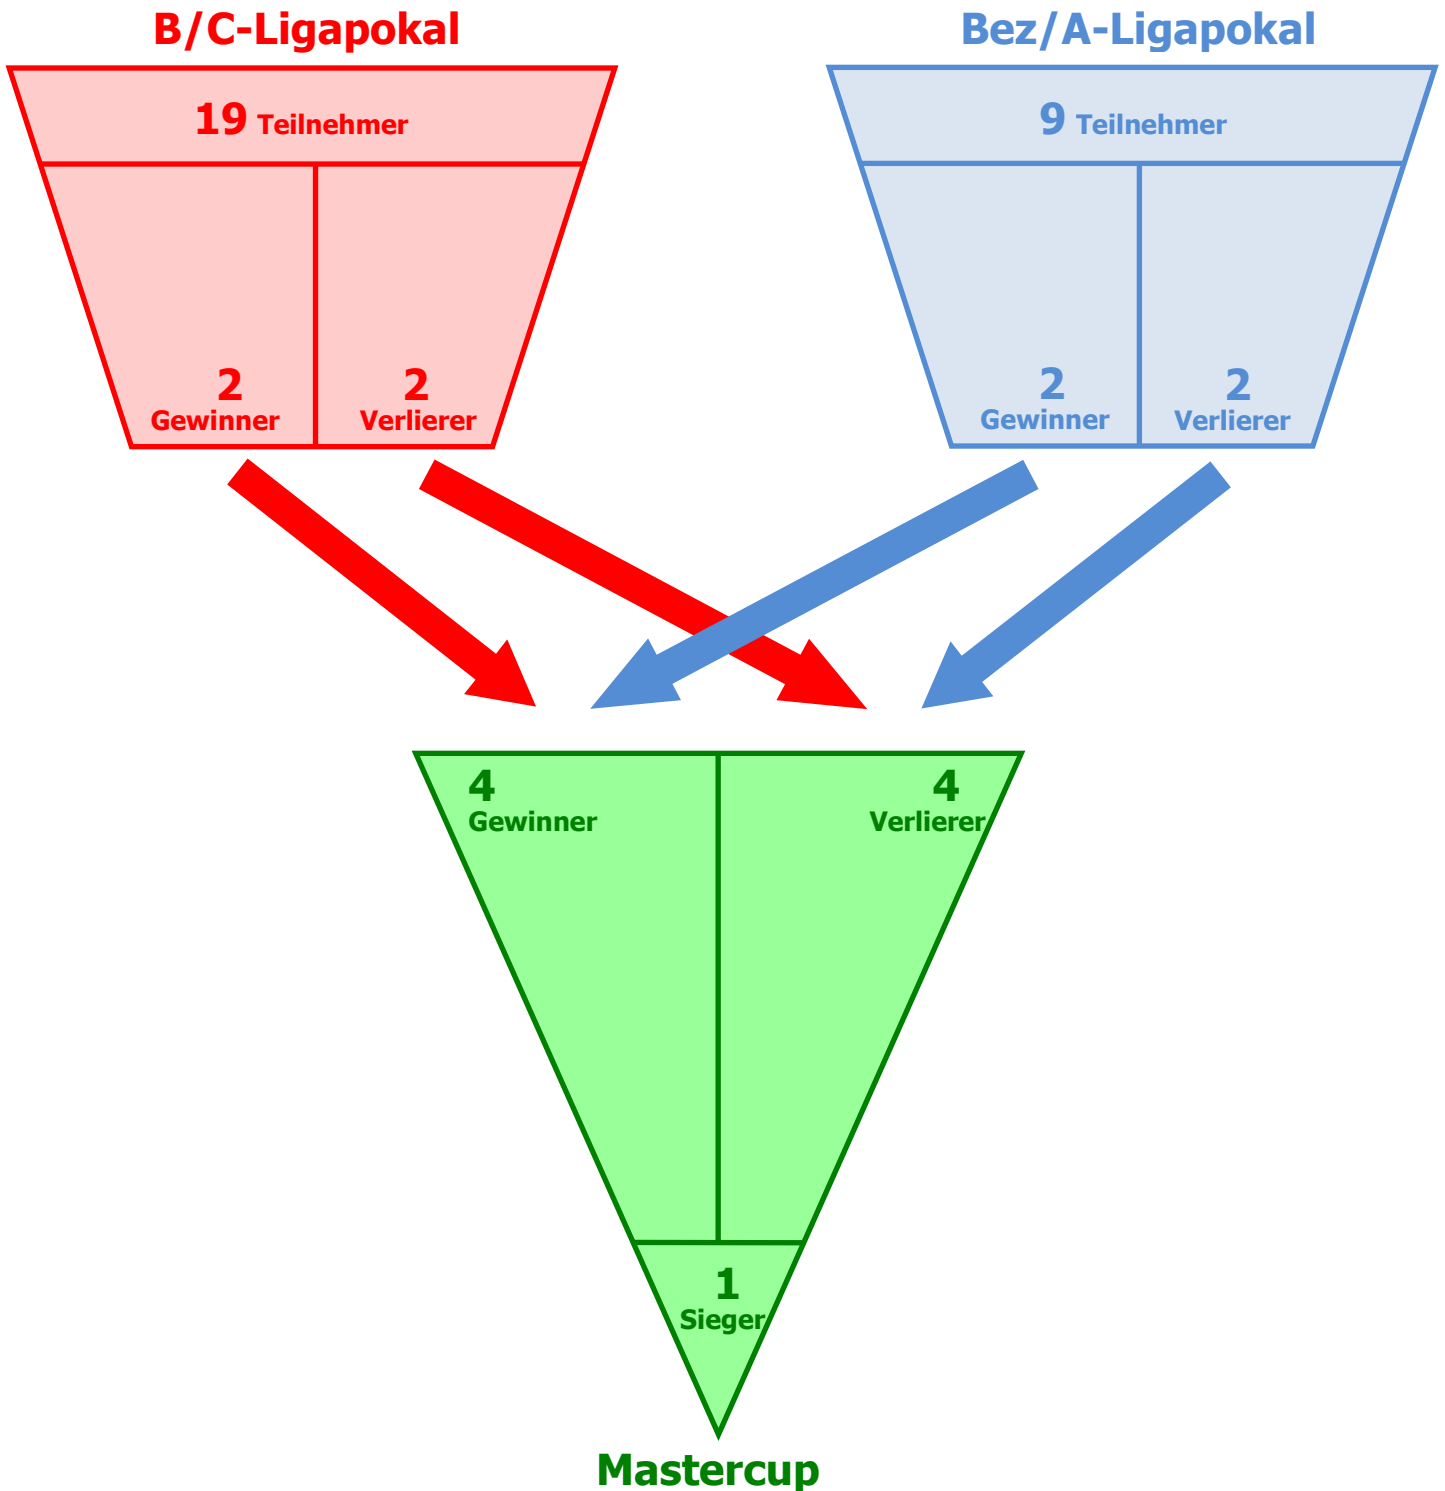 B/C-Ligapokal
Bez/A-Ligapokal
19 Teilnehmer
9 Teilnehmer
2
Gewinner
2
Verlierer
2
Gewinner
2
Verlierer
4
Gewinner
4
Verlierer
1
Sieger
Mastercup